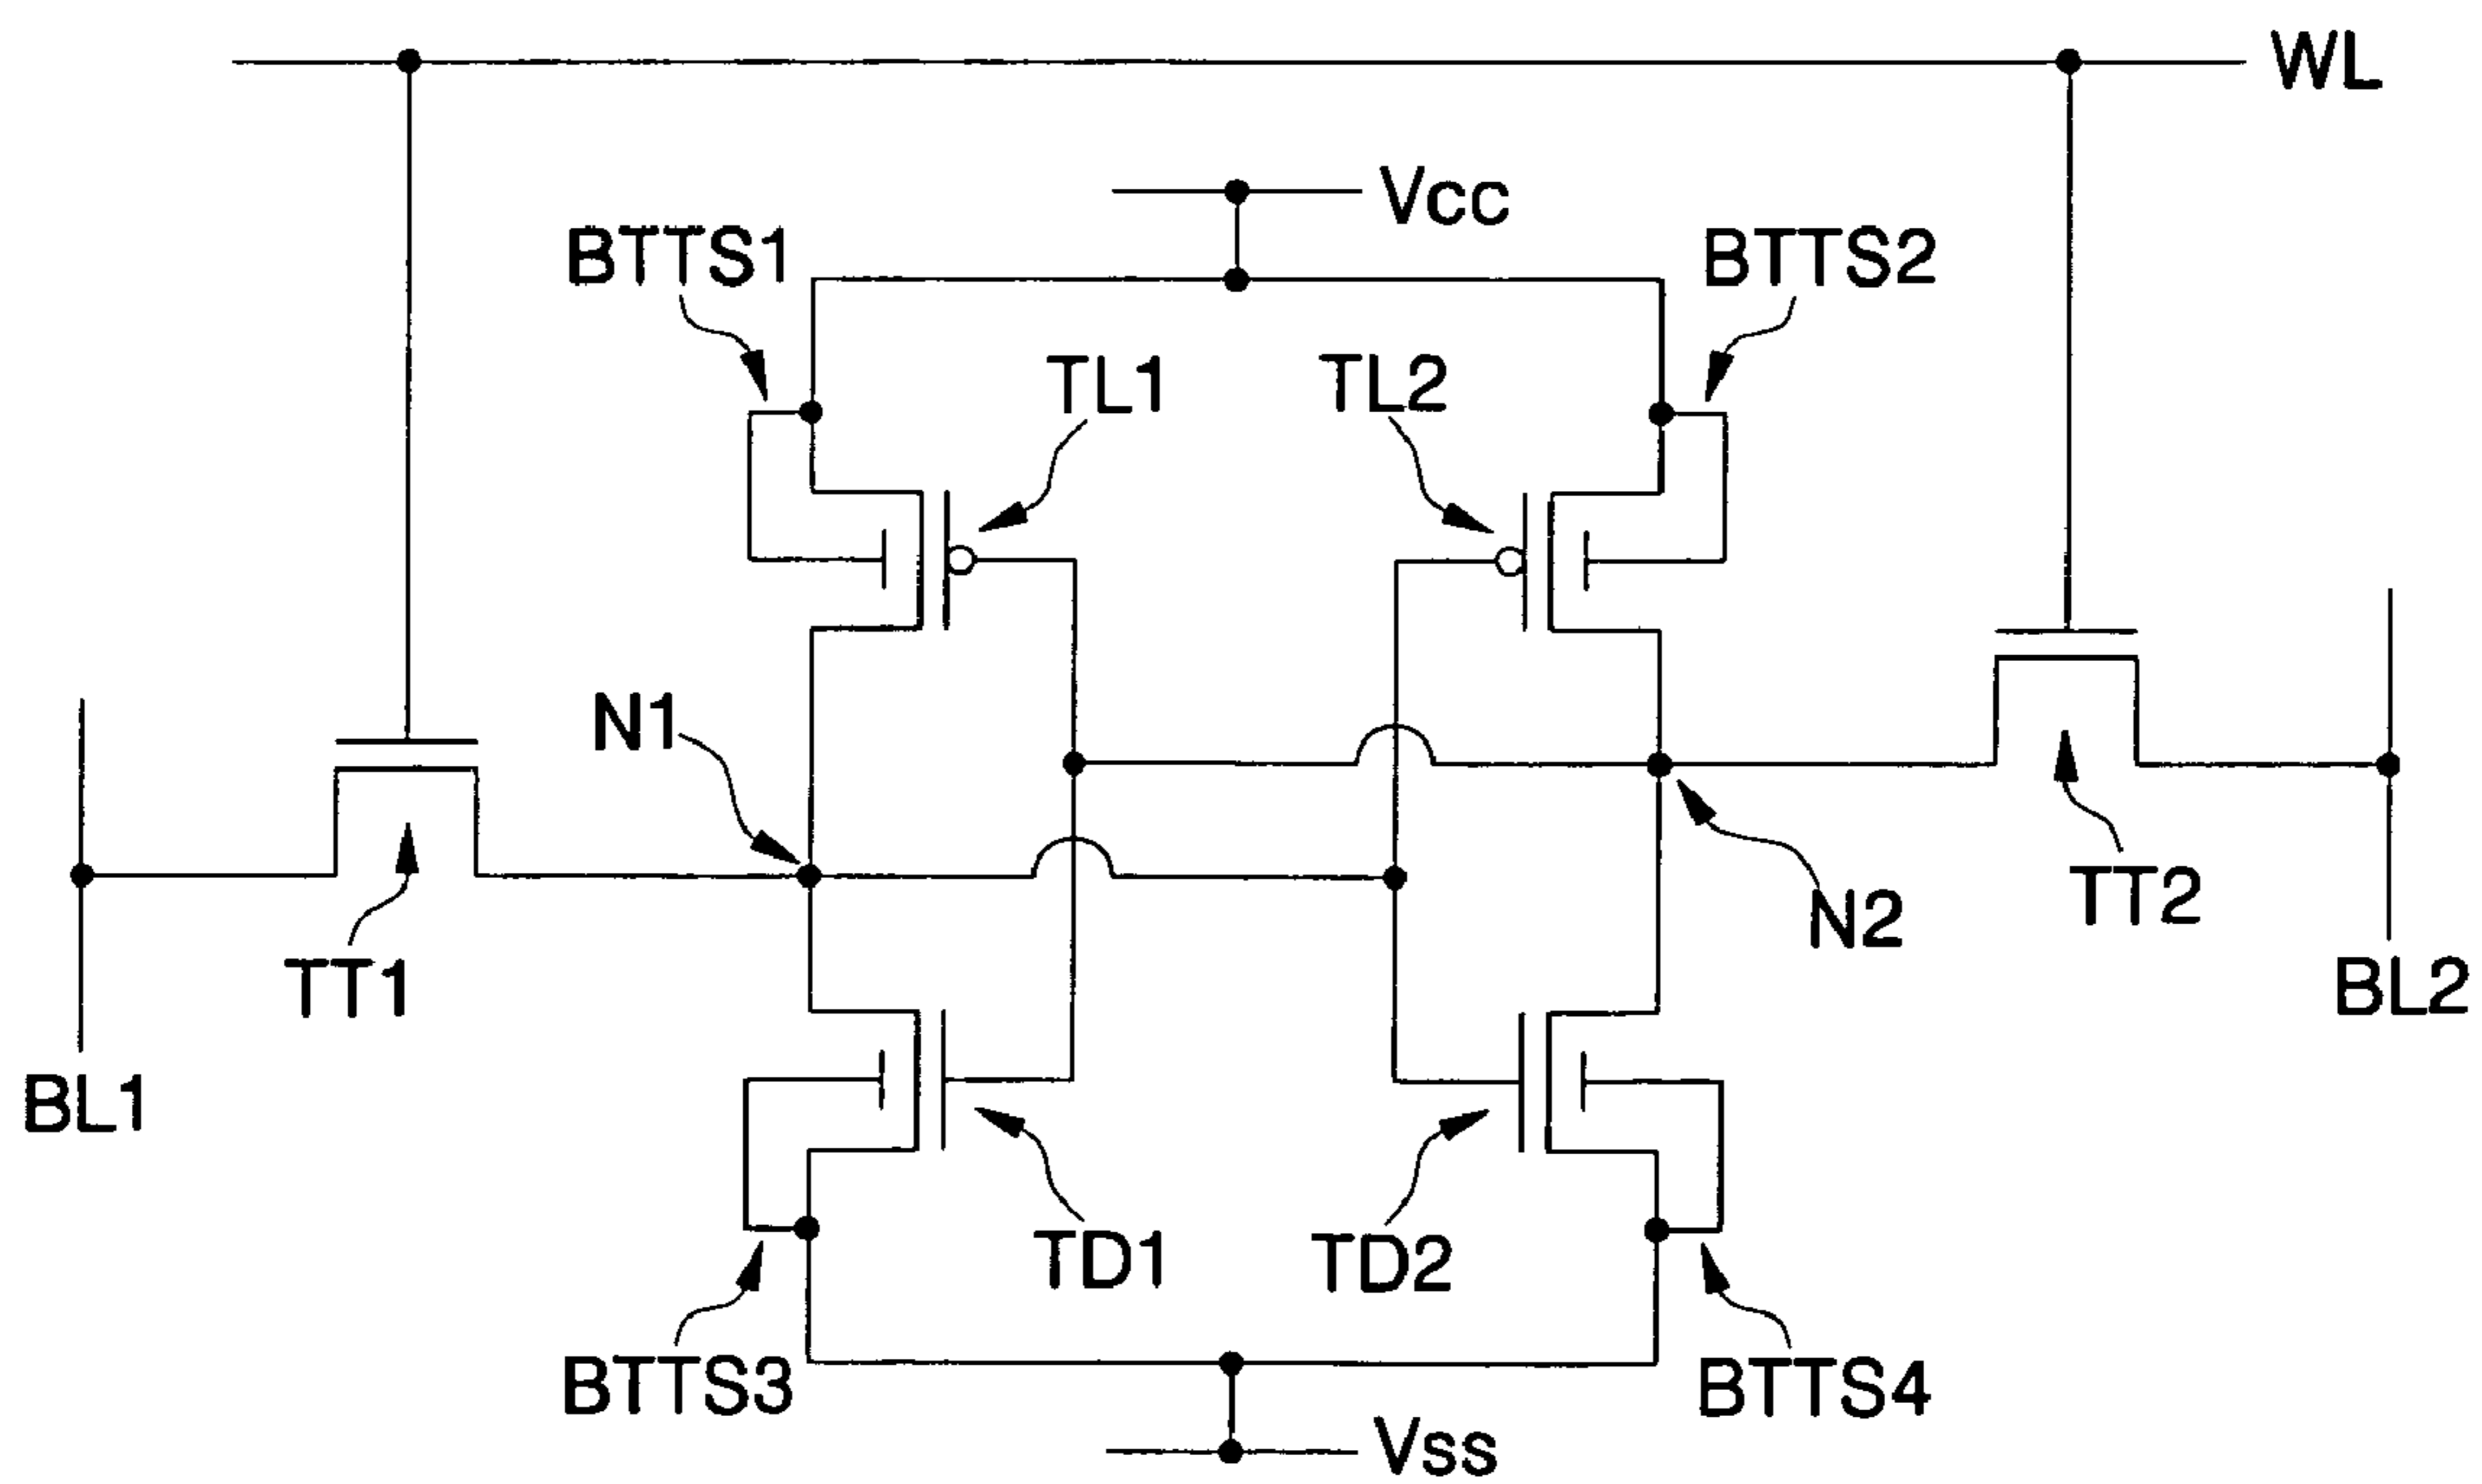 WL
Vcc
BTTS1
BTTS2
TL1
TL2
N1
TT2
N2
TT1
BL2
BL1
TD1
TD2
BTTS3
BTTS4
Vss